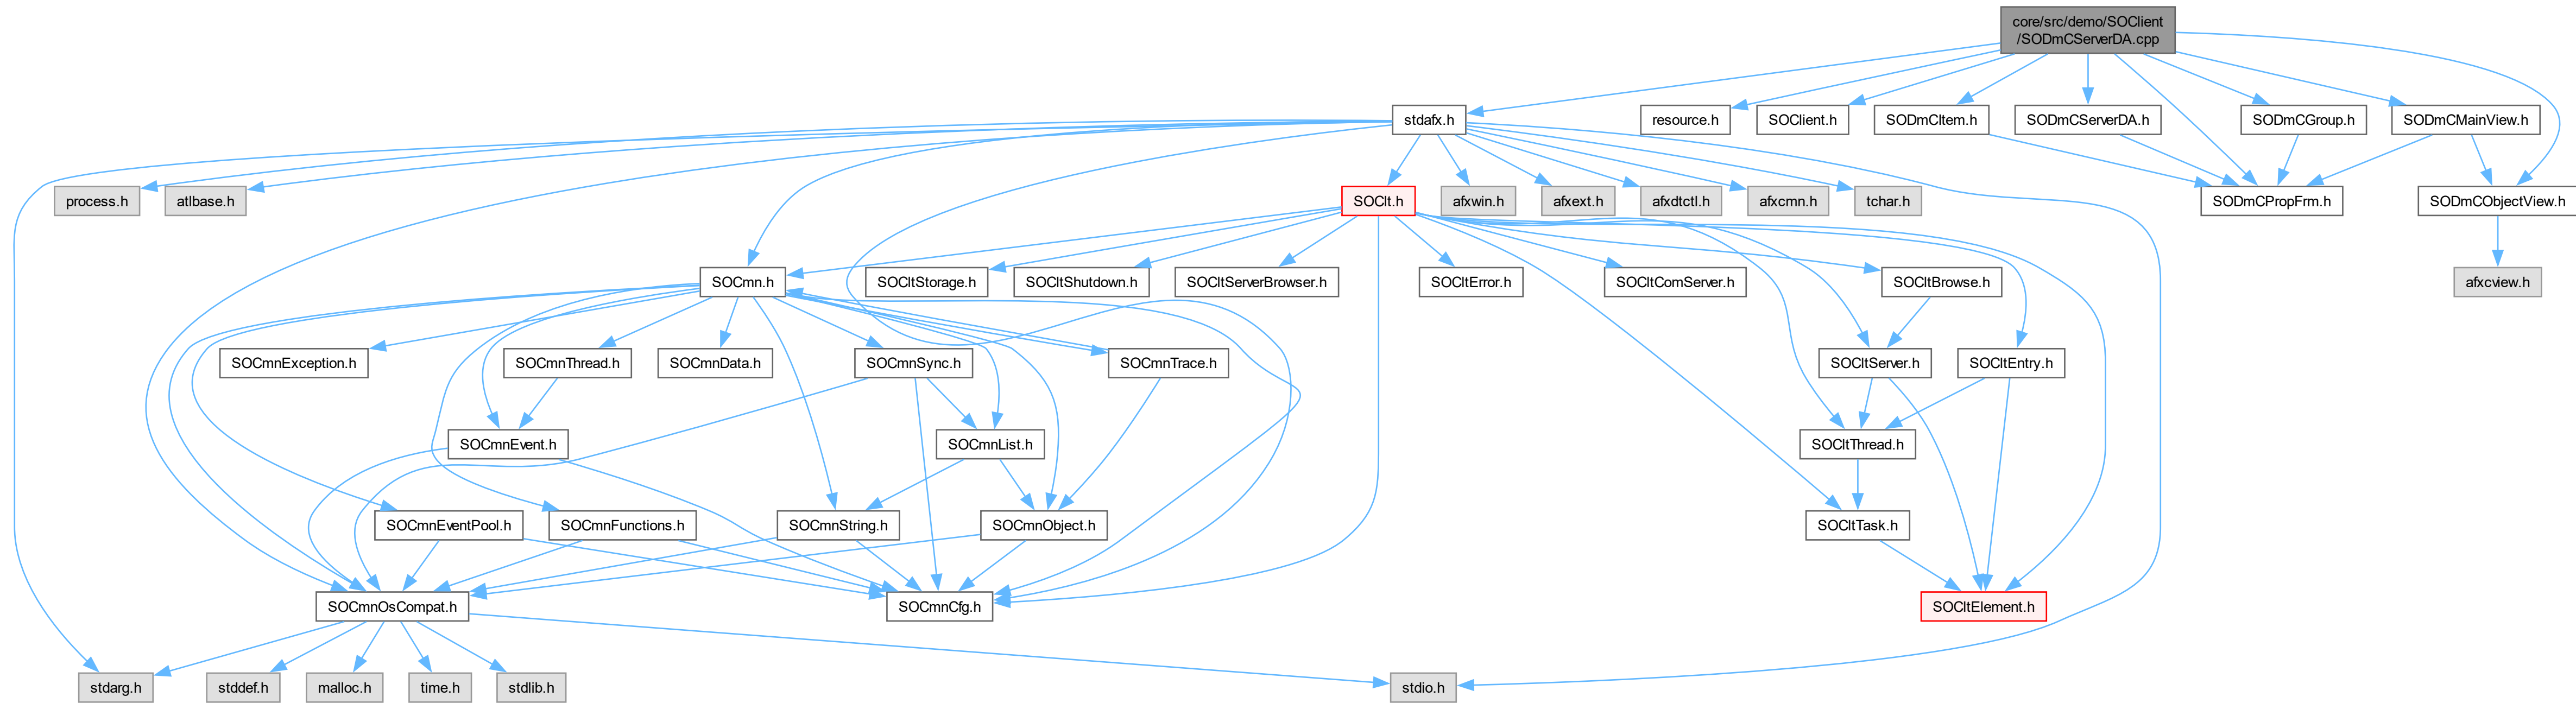 core/src/demo/SOClient
/SODmCServerDA.cpp
stdafx.h
resource.h
SOClient.h
SODmCItem.h
SODmCServerDA.h
SODmCGroup.h
SODmCMainView.h
process.h
atlbase.h
SOClt.h
afxwin.h
afxext.h
afxdtctl.h
afxcmn.h
tchar.h
SODmCPropFrm.h
SODmCObjectView.h
SOCmn.h
SOCltStorage.h
SOCltShutdown.h
SOCltServerBrowser.h
SOCltError.h
SOCltComServer.h
SOCltBrowse.h
afxcview.h
SOCmnException.h
SOCmnThread.h
SOCmnData.h
SOCmnSync.h
SOCmnTrace.h
SOCltServer.h
SOCltEntry.h
SOCmnEvent.h
SOCmnList.h
SOCltThread.h
SOCmnEventPool.h
SOCmnFunctions.h
SOCmnString.h
SOCmnObject.h
SOCltTask.h
SOCmnOsCompat.h
SOCmnCfg.h
SOCltElement.h
stdarg.h
stddef.h
malloc.h
time.h
stdlib.h
stdio.h